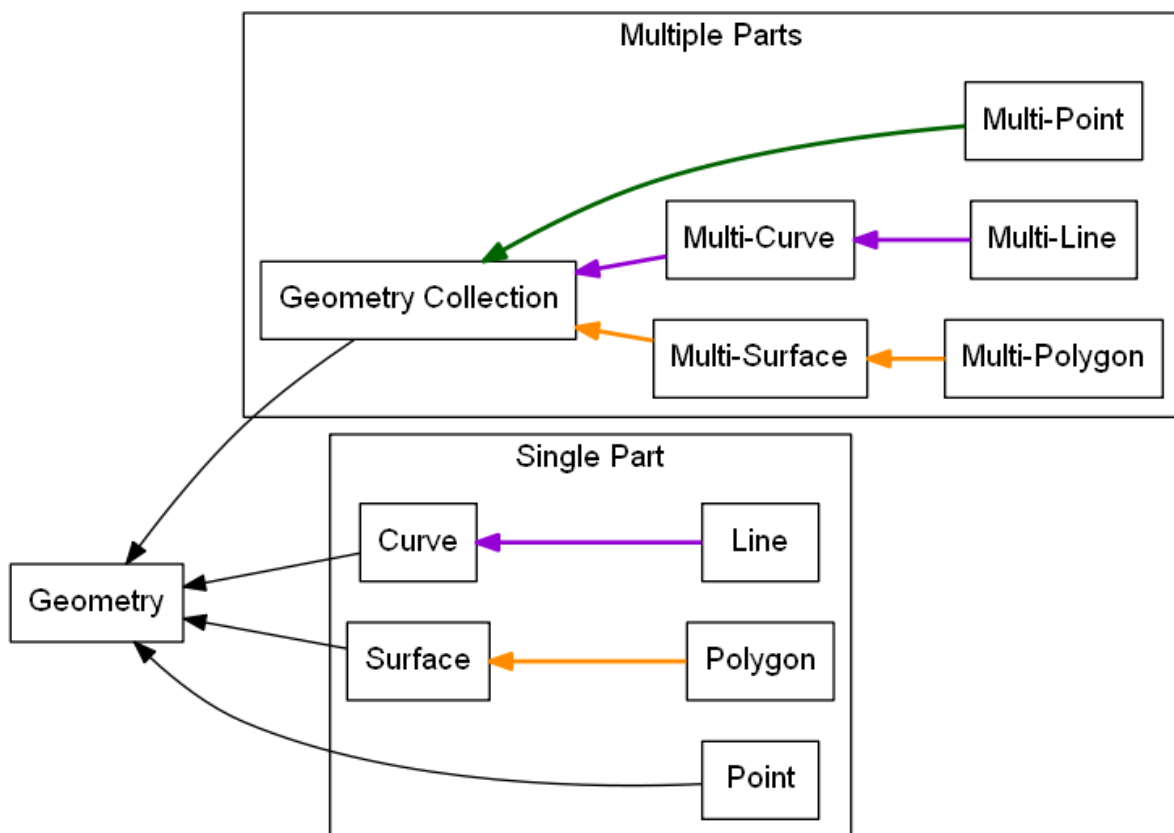 Multiple Parts
Multi-Point
Multi-Curve
Multi-Line
Geometry Collection
Multi-Surface
Multi-Polygon
Single Part
Curve
Line
Geometry
Surface
Polygon
Point